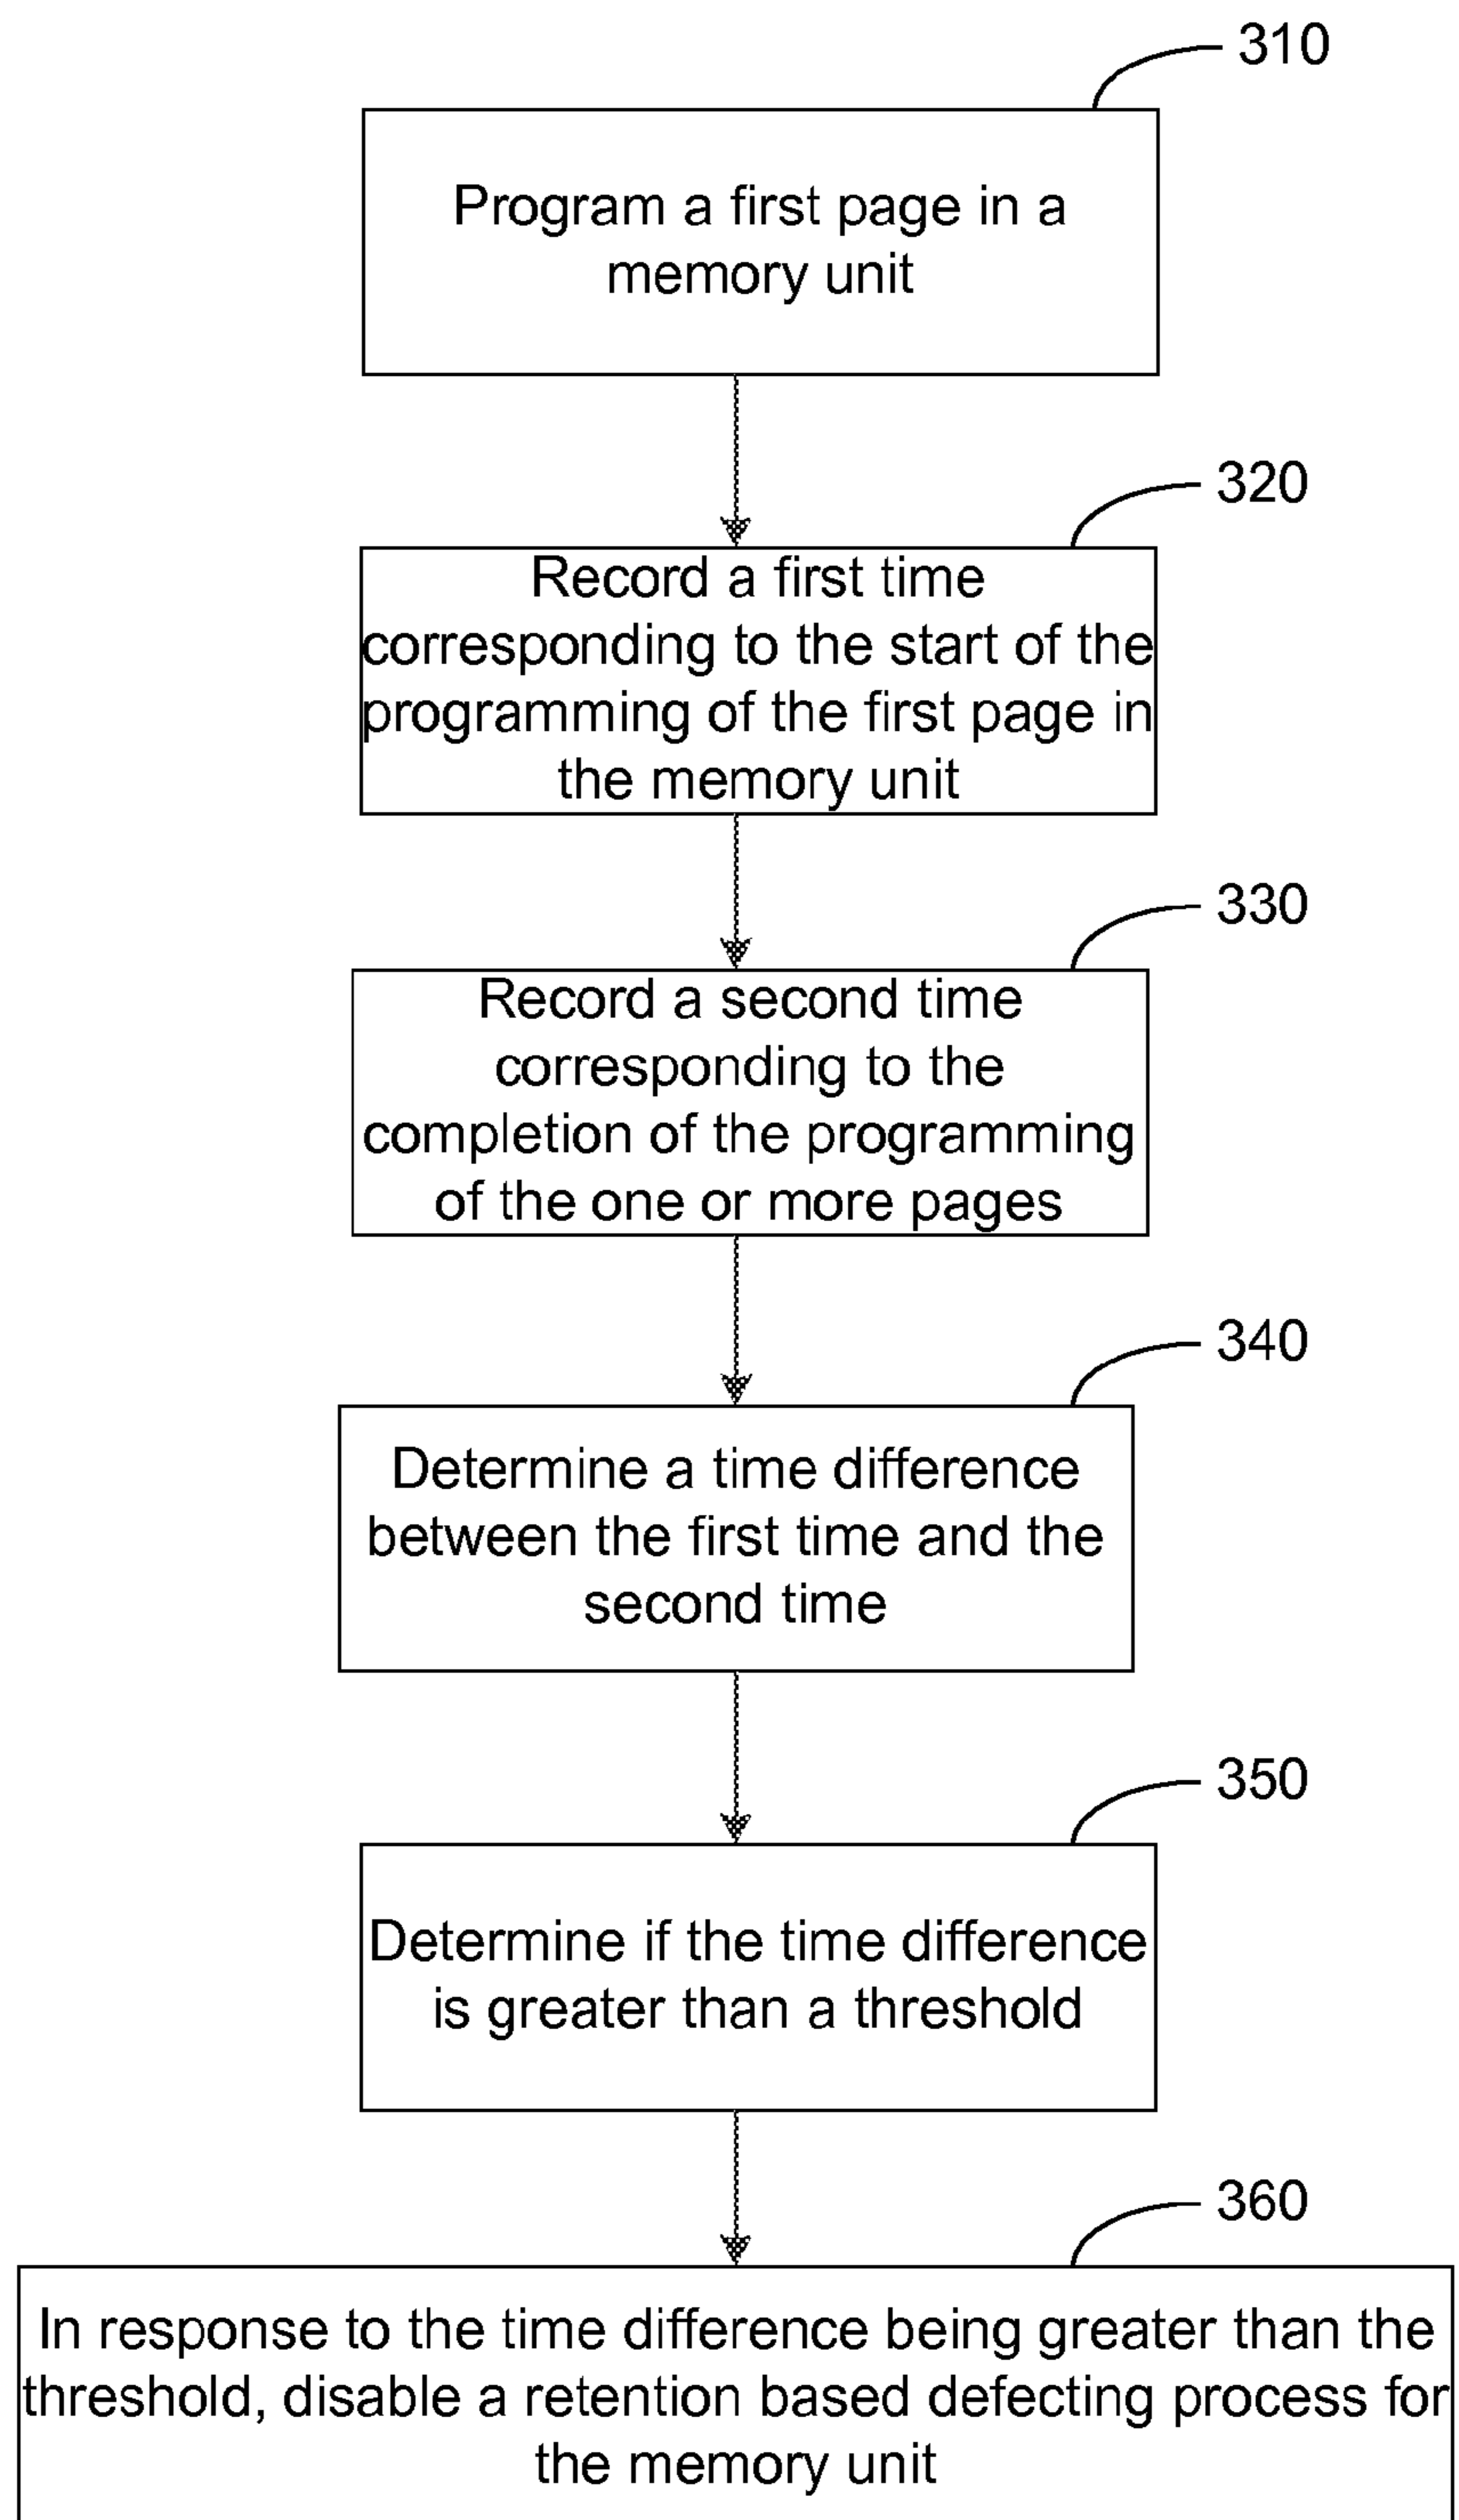 310
Program a first page in a
memory unit
320
Record a first time
corresponding to the start of the
programming of the first page in
the memory unit
330
Record a second time
corresponding to the
completion of the programming
of the one or more pages
340
Determine a time difference
between the first time and the
second time
350
Determine if the time difference
is greater than a threshold
360
In response to the time difference being greater than the
threshold, disable a retention based defecting process for
the memory unit